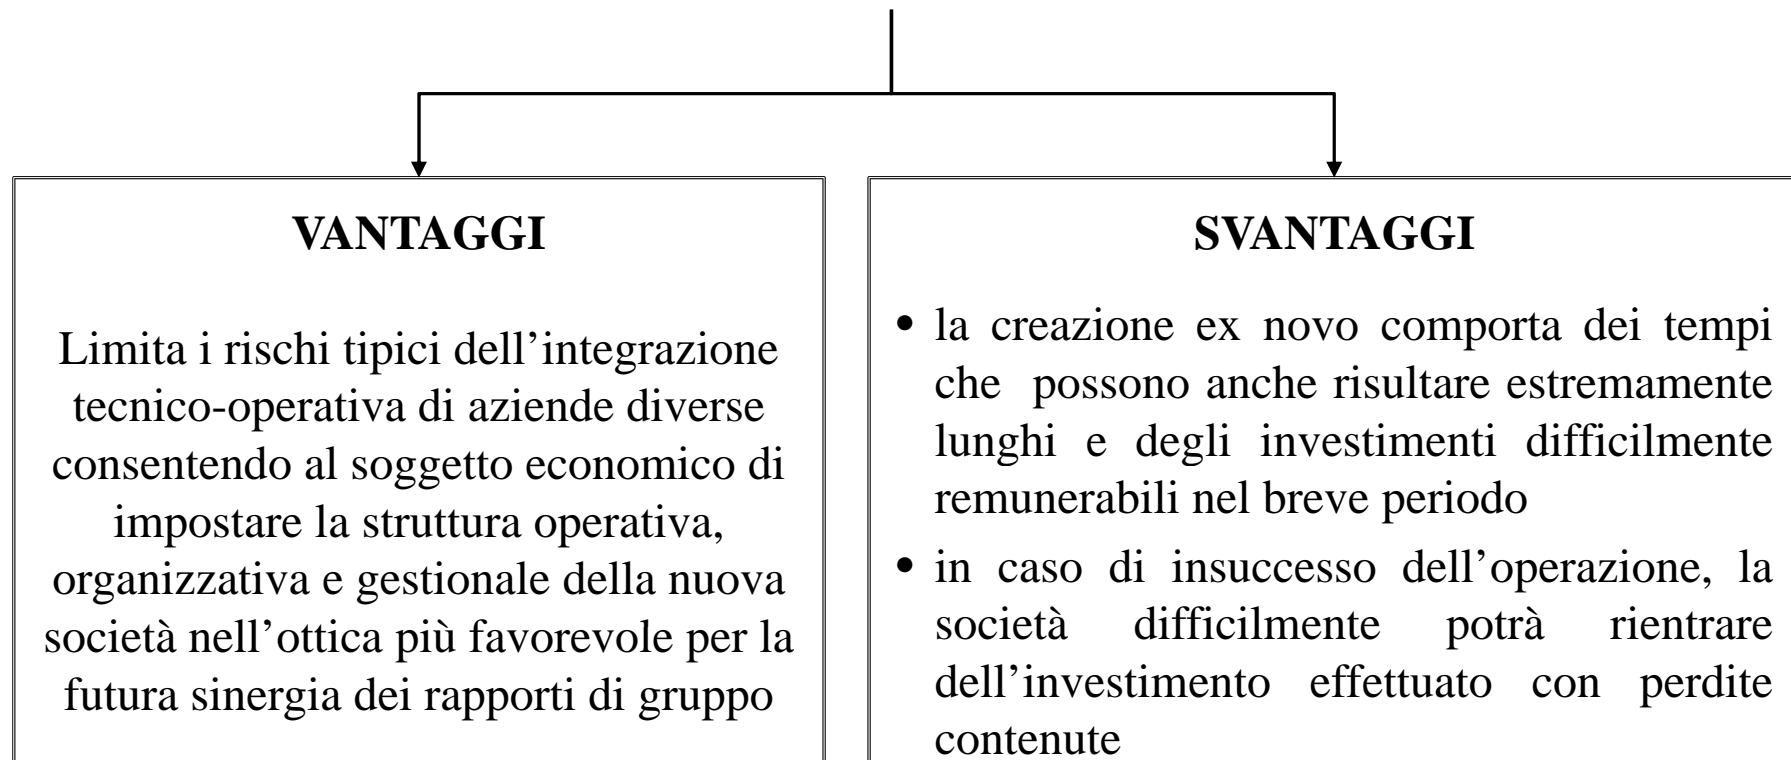 VANTAGGI
Limita i rischi tipici dell’integrazione
tecnico-operativa di aziende diverse
consentendo al soggetto economico di
impostare la struttura operativa,
organizzativa e gestionale della nuova
società nell’ottica più favorevole per la
futura sinergia dei rapporti di gruppo
SVANTAGGI
• la creazione ex novo comporta dei tempi
che possono anche risultare estremamente
lunghi e degli investimenti difficilmente
remunerabili nel breve periodo
• in caso di insuccesso dell’operazione, la
società difficilmente potrà rientrare
dell’investimento effettuato con perdite
contenute